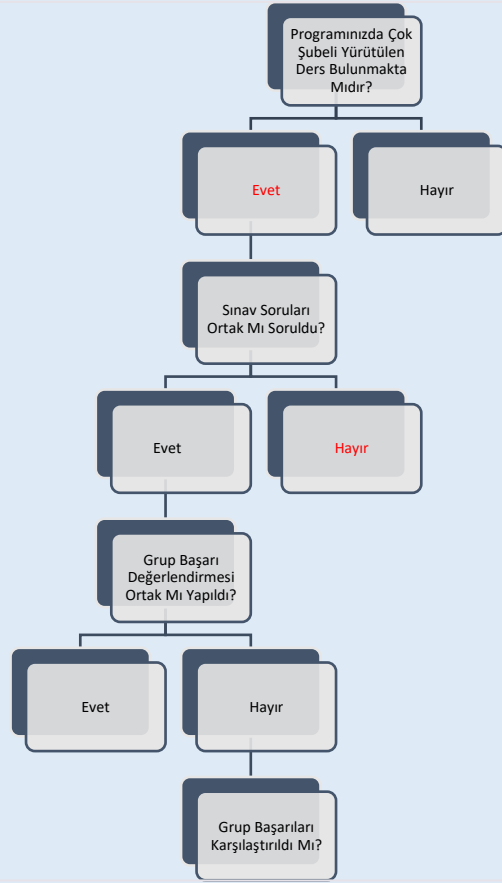 Programınızda Çok
Şubeli Yürütülen
Ders Bulunmakta
Mıdır?
Evet
Hayır
Sınav Soruları
Ortak Mı Soruldu?
Evet
Hayır
Grup Başarı
Değerlendirmesi
Ortak Mı Yapıldı?
Evet
Hayır
Grup Başarıları
Karşılaştırıldı Mı?